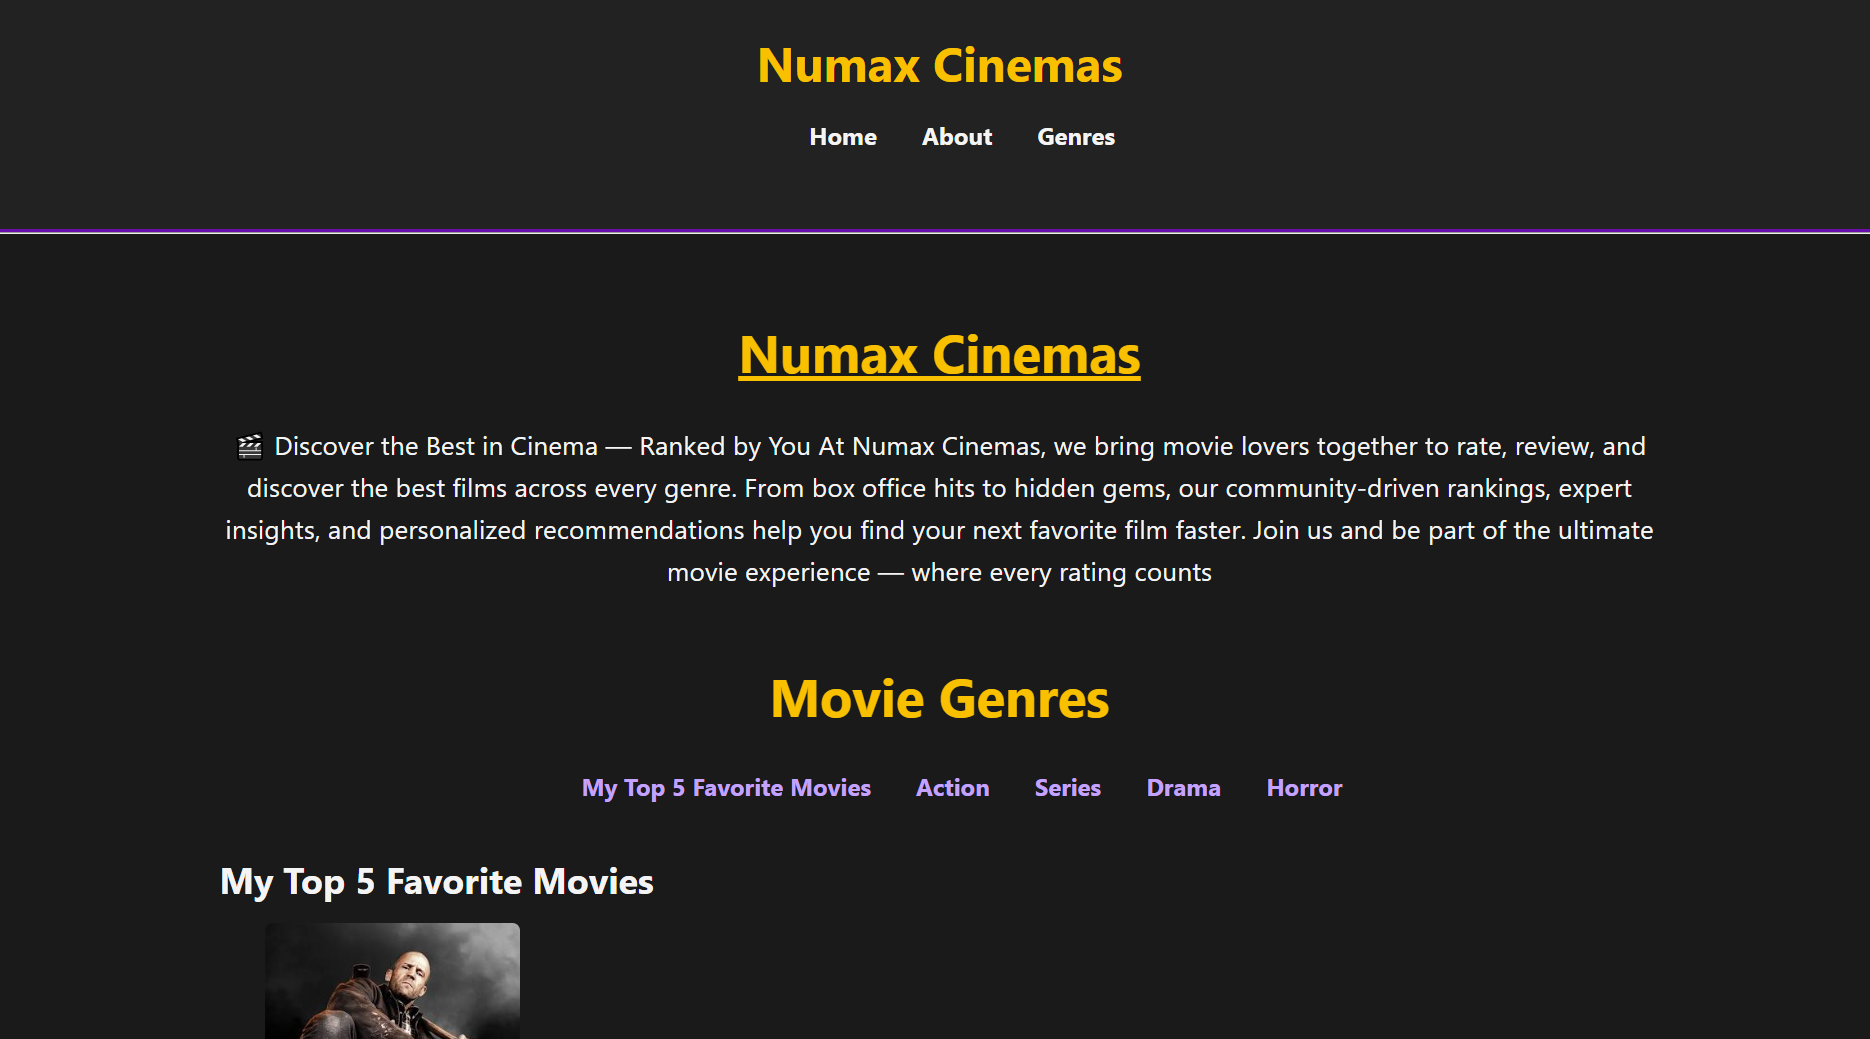 Numax Cinemas
Home About Genres
Numax Cinemas
🎬 Discover the Best in Cinema — Ranked by You At Numax Cinemas, we bring movie lovers together to rate, review, and
discover the best films across every genre. From box office hits to hidden gems, our community-driven rankings, expert
insights, and personalized recommendations help you find your next favorite film faster. Join us and be part of the ultimate
movie experience — where every rating counts
Movie Genres
My Top 5 Favorite Movies Action Series Drama Horror
My Top 5 Favorite Movies